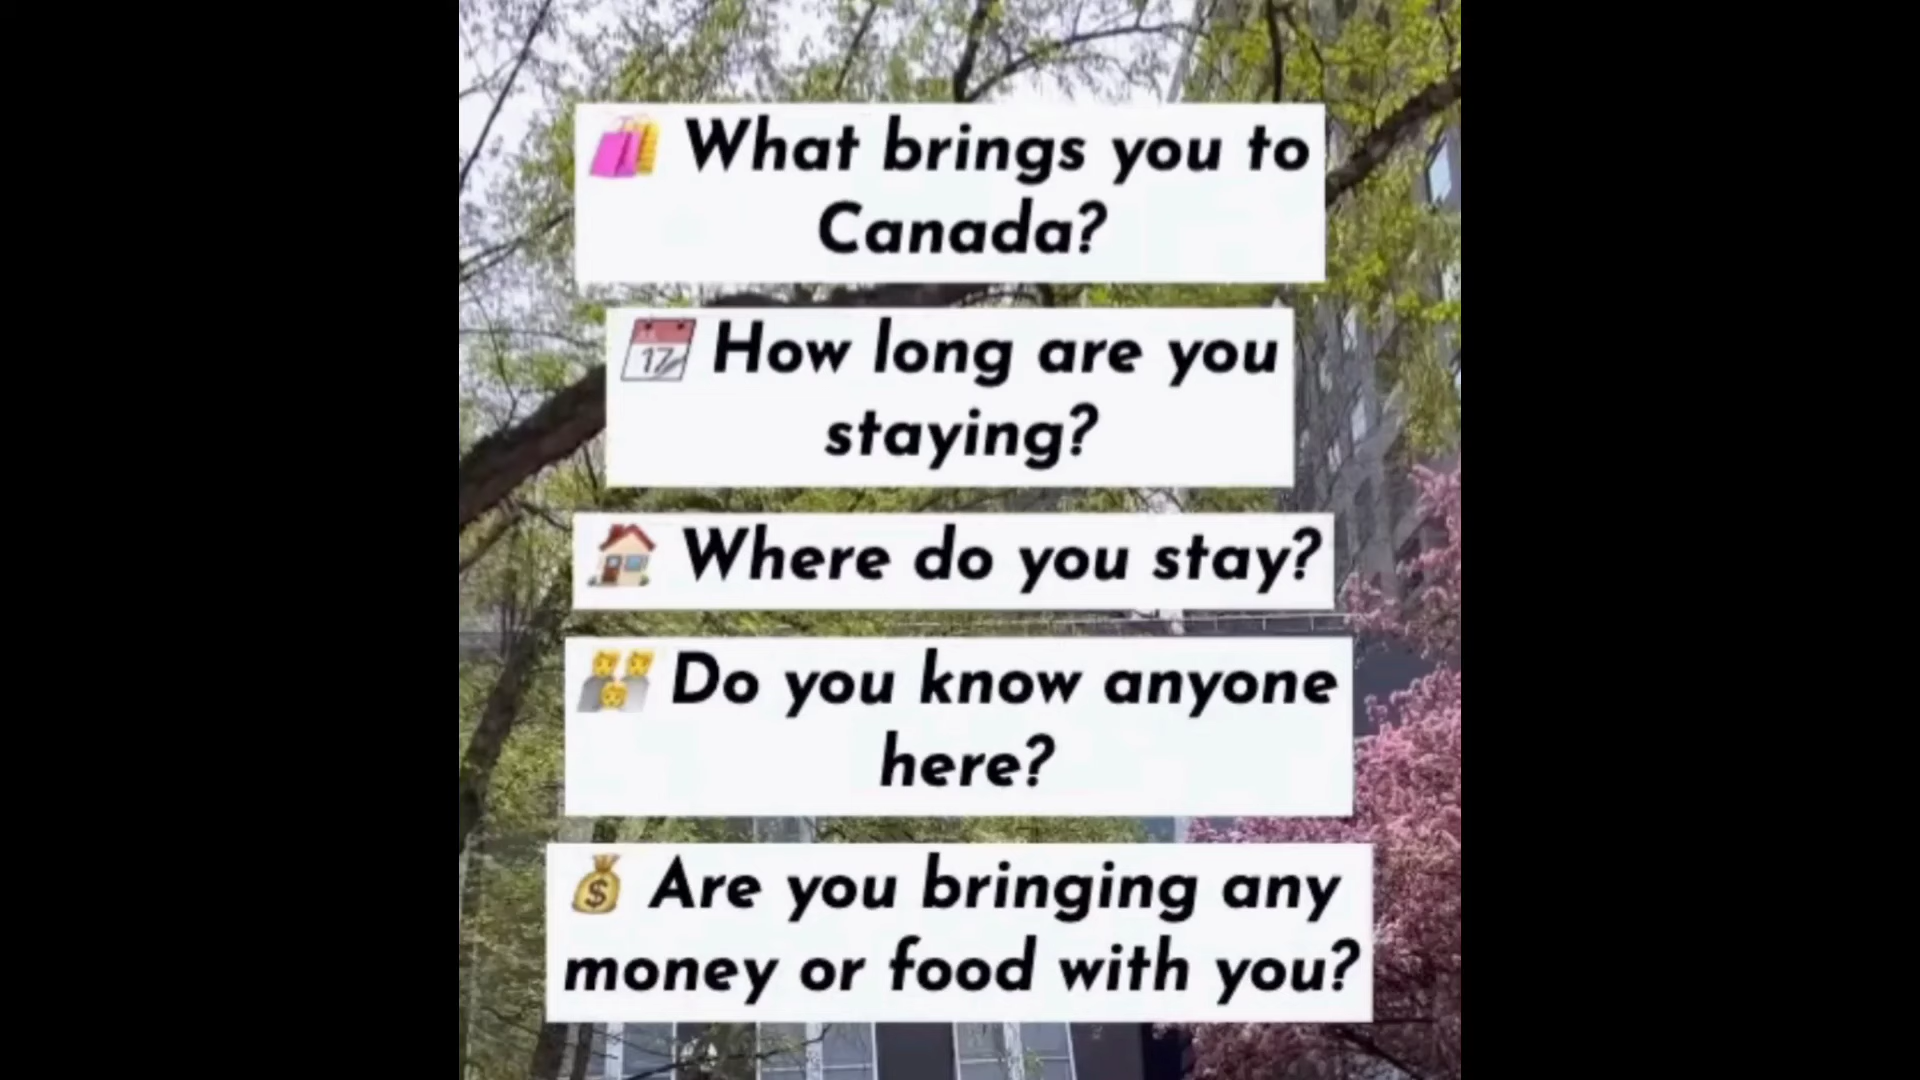 🛍️ What brings you to
Canada?
📅 How long are you
staying?
🏠 Where do you stay?
👨‍👩‍👦 Do you know anyone
here?
💰 Are you bringing any
money or food with you?